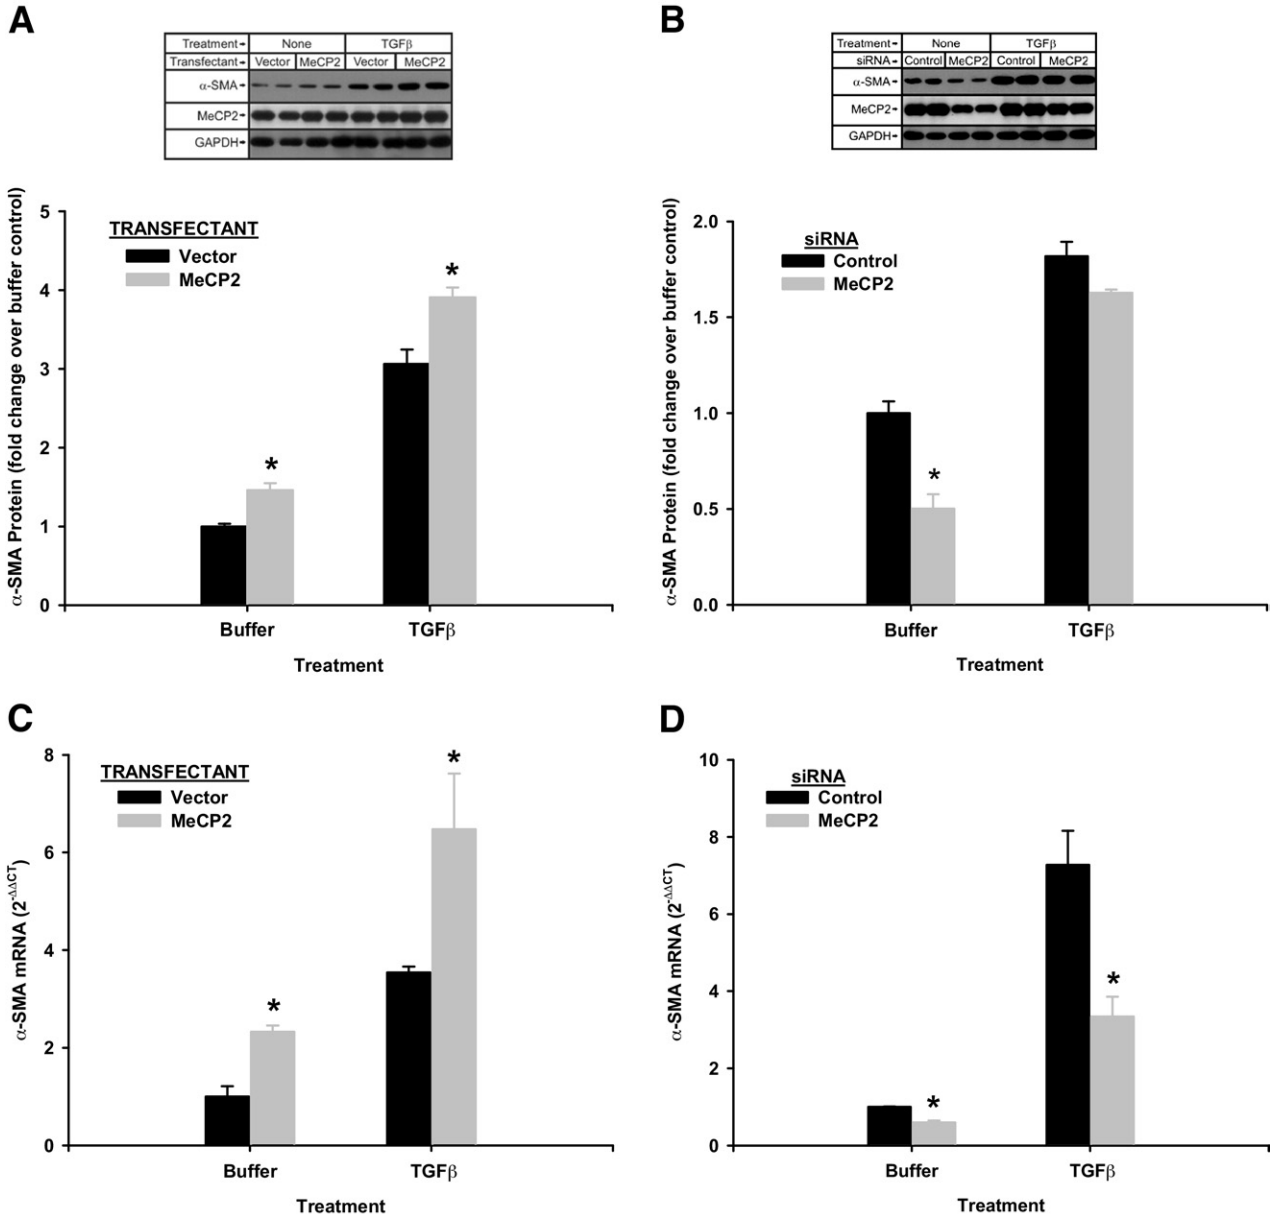 A
Treatment→ None TGFβ
Transfectant→ Vector MeCP2 Vector MeCP2
α-SMA→
MeCP2→
GAPDH→
α-SMA Protein (fold change over buffer control)
5
4
3
2
1
0
TRANSFECTANT
Vector
MeCP2
*
*
Buffer TGFβ
Treatment
B
Treatment→ None TGFβ
siRNA→ Control MeCP2 Control MeCP2
α-SMA→
MeCP2→
GAPDH→
α-SMA Protein (fold change over buffer control)
2.0
1.5
1.0
0.5
0.0
siRNA
Control
MeCP2
*
Buffer TGFβ
Treatment
C
α-SMA mRNA (2^-ΔΔCT)
8
6
4
2
0
TRANSFECTANT
Vector
MeCP2
*
*
Buffer TGFβ
Treatment
D
α-SMA mRNA (2^-ΔΔCT)
10
8
6
4
2
0
siRNA
Control
MeCP2
*
*
Buffer TGFβ
Treatment